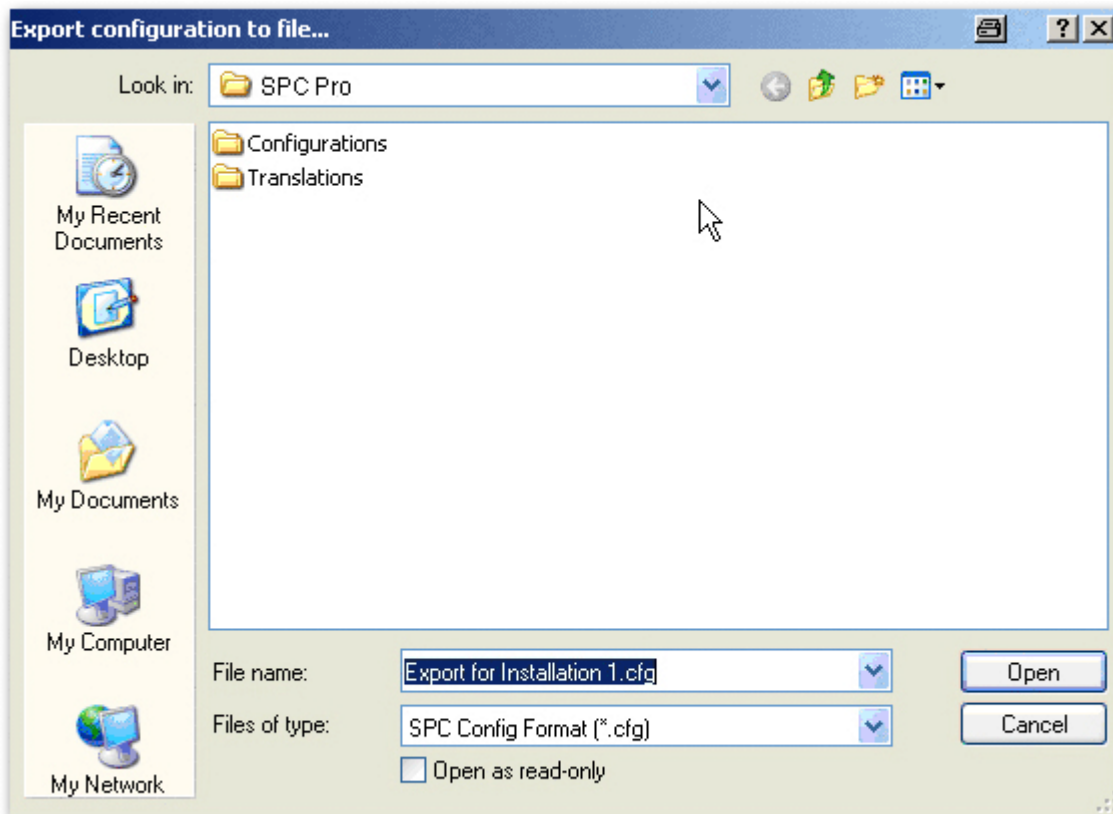 Export configuration to file...
Look in:
SPC Pro
Configurations
Translations
My Recent
Documents
Desktop
My Documents
My Computer
My Network
File name:
Export for Installation 1.cfg
Open
Files of type:
SPC Config Format (*.cfg)
Cancel
Open as read-only